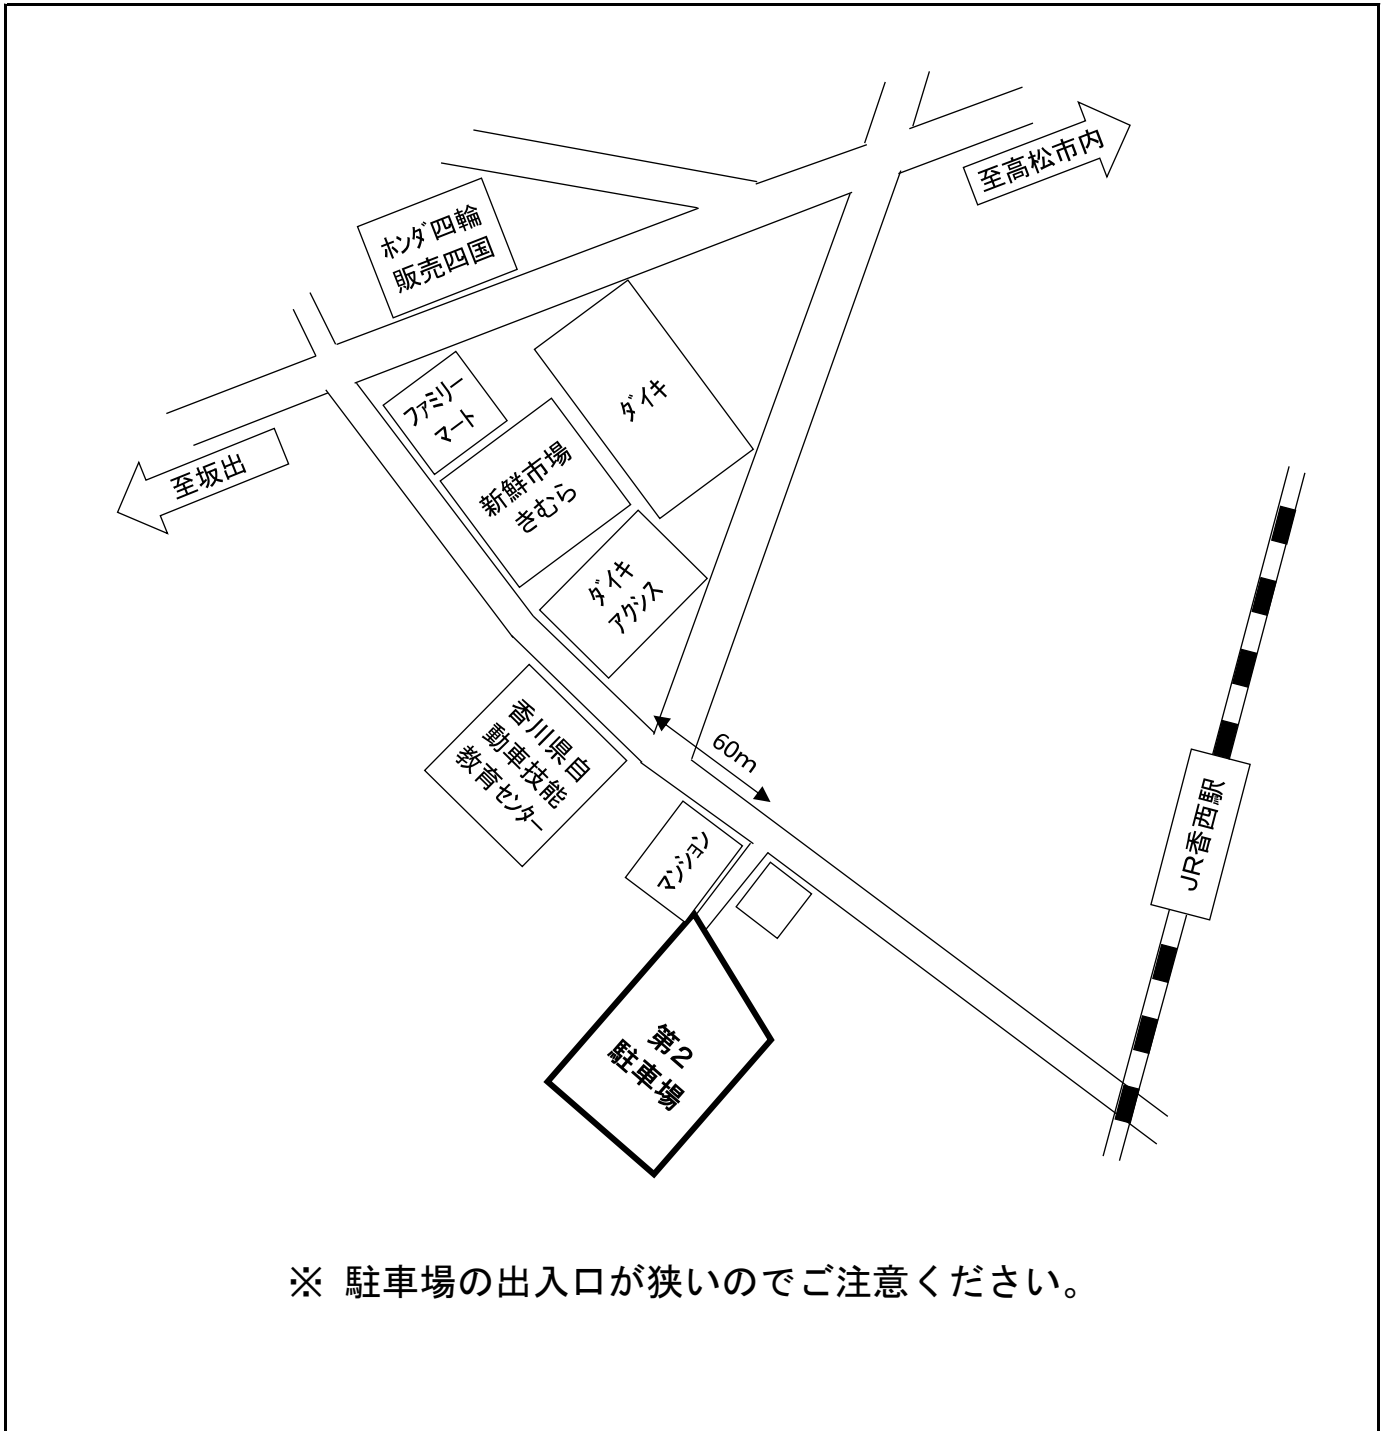 至高松市内
ﾎﾝﾀﾞ四輪
販売四国
ﾀﾞｲｷ
ﾌｧﾐﾘｰ
ﾏｰﾄ
至坂出
新鮮市場
きむら
ﾀﾞｲｷ
ｱｸｼｽ
香川県自
動車技能
教育ｾﾝﾀｰ
60m
JR香西駅
ﾏﾝｼｮﾝ
第２
駐車場
※ 駐車場の出入口が狭いのでご注意ください。